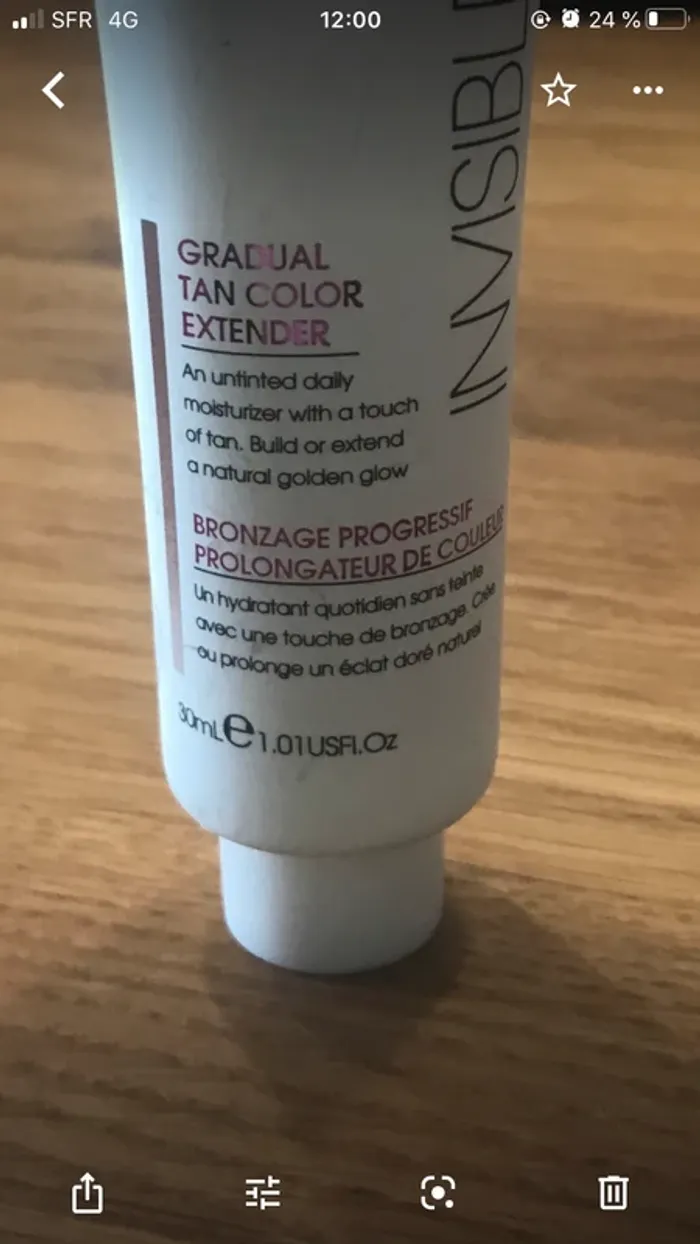 SFR 4G 12:00 24 %
INVISIBL
GRADUAL
TAN COLOR
EXTENDER
An untinted daily
moisturizer with a touch
of tan. Build or extend
a natural golden glow
BRONZAGE PROGRESSIF
PROLONGATEUR DE COULEUR
Un hydratant quotidien sans teinte
avec une touche de bronzage. Crée
ou prolonge un éclat doré naturel
30mL e 1.01USFl.Oz